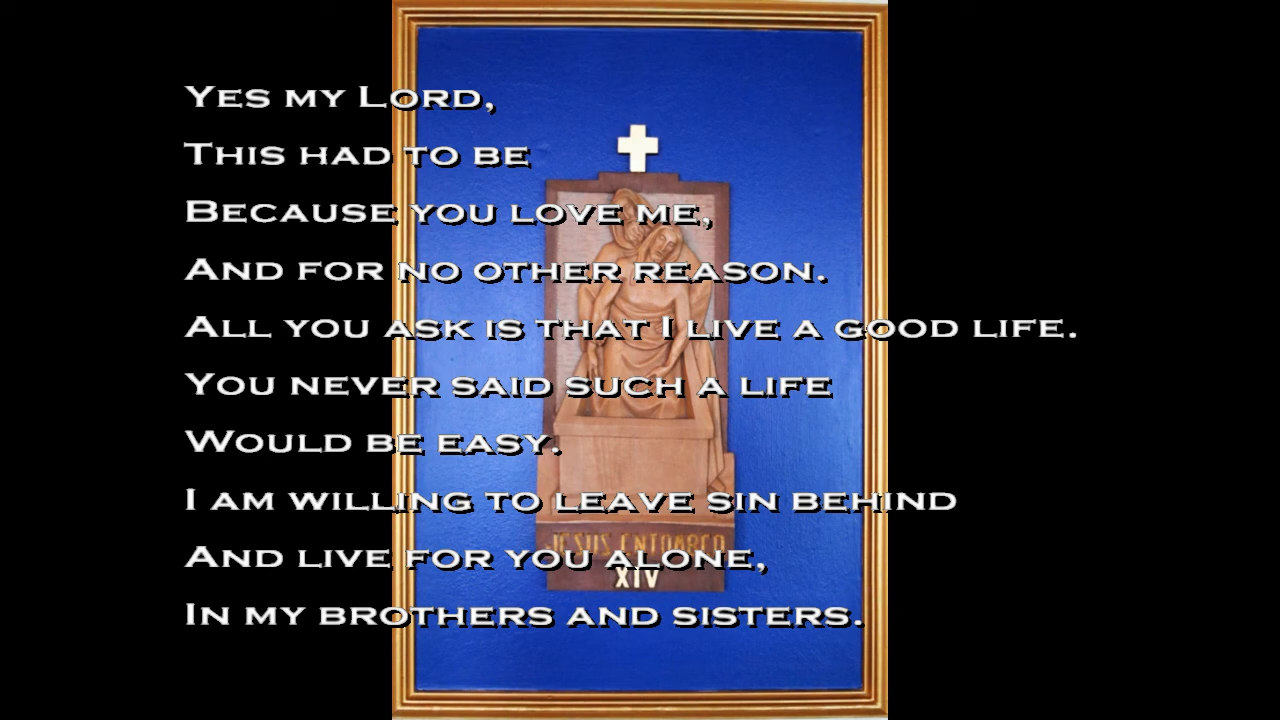 Yes my Lord,
This had to be
Because you love me,
And for no other reason.
All you ask is that I live a good life.
You never said such a life
Would be easy.
I am willing to leave sin behind
And live for you alone,
In my brothers and sisters.
JESUS ENTOMBED
XIV